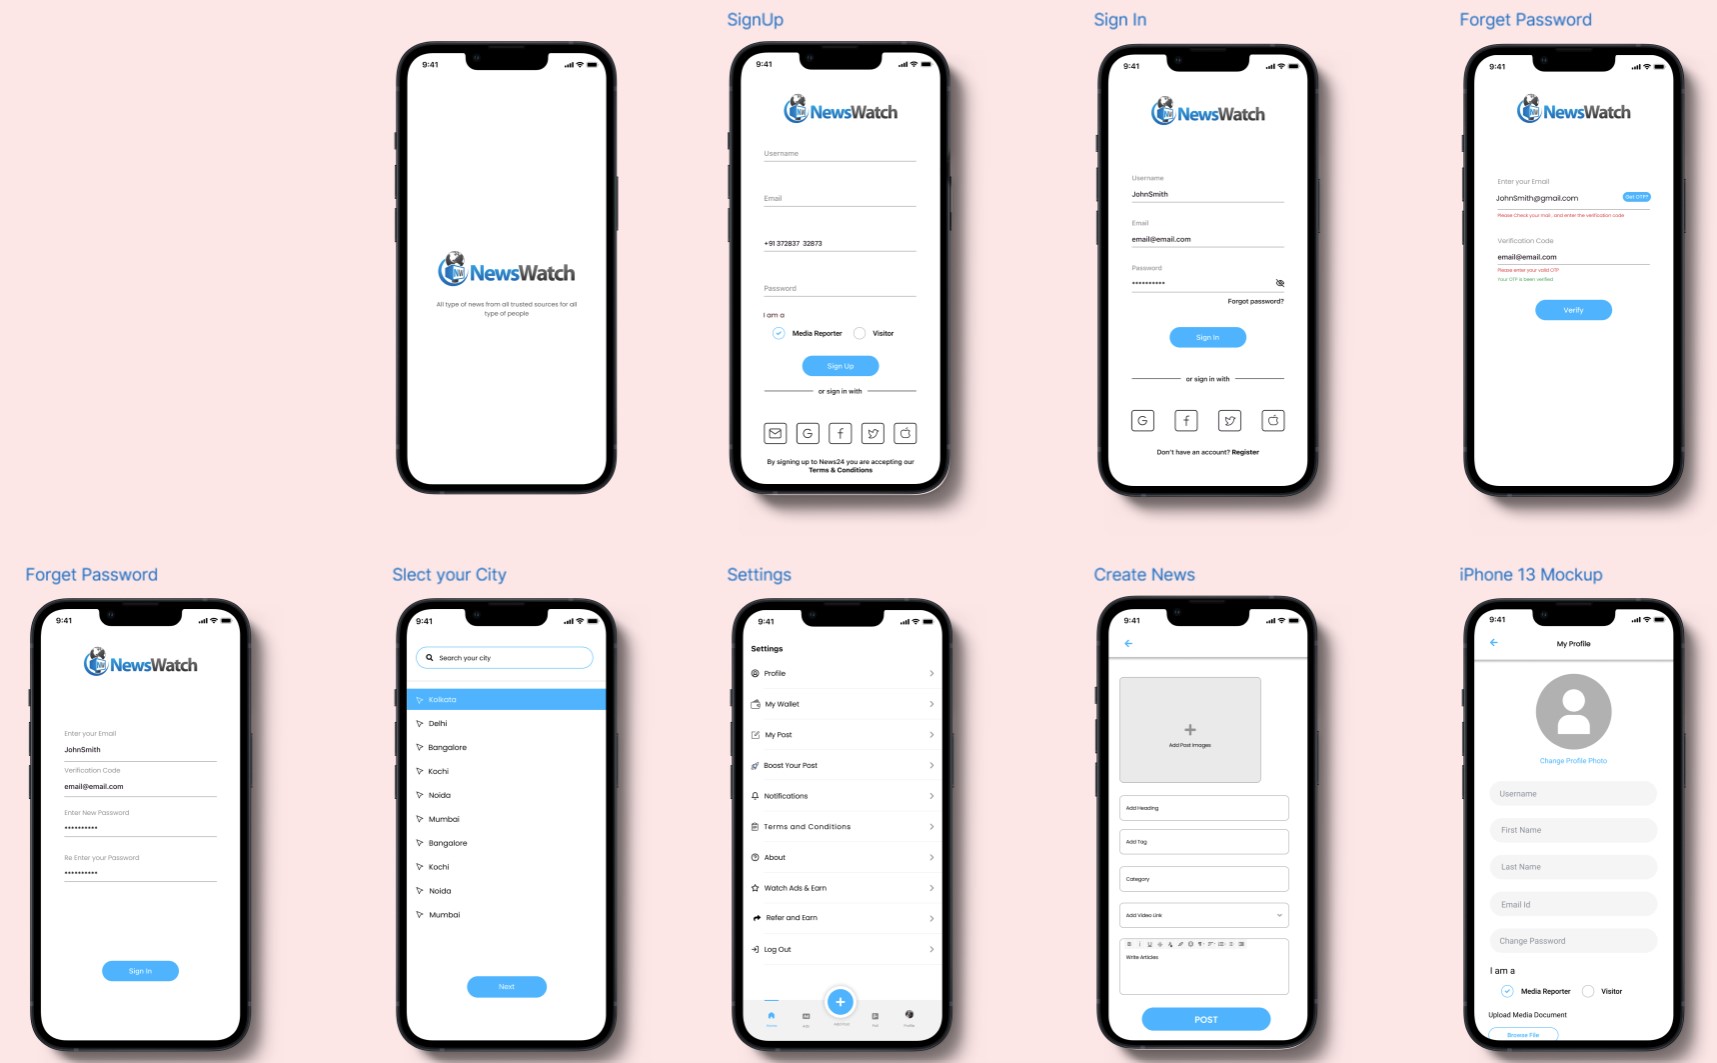 9:41
NewsWatch
All type of news from all trusted sources for all
type of people
SignUp
9:41
NewsWatch
Username
Email
+91 372837 32873
Password
I am a
Media Reporter
Visitor
Sign Up
or sign in with
By signing up to News24 you are accepting our
Terms & Conditions
Sign In
9:41
NewsWatch
Username
JohnSmith
Email
email@email.com
Password
Forgot password?
Sign In
or sign in with
Don't have an account? Register
Forget Password
9:41
NewsWatch
Enter your Email
JohnSmith@gmail.com
Get OTP?
Please Check your mail , and enter the verification code
Verification Code
email@email.com
Please enter your valid OTP
Your OTP is been verified
Verify
Forget Password
9:41
NewsWatch
Enter your Email
JohnSmith
Verification Code
email@email.com
Enter New Password
Re Enter your Password
Sign In
Slect your City
9:41
Search your city
Kolkata
Delhi
Bangalore
Kochi
Noida
Mumbai
Bangalore
Kochi
Noida
Mumbai
Next
Settings
9:41
Settings
Profile
My Wallet
My Post
Boost Your Post
Notifications
Terms and Conditions
About
Watch Ads & Earn
Refer and Earn
Log Out
Profile
Create News
9:41
Add Post Images
Add Heading
Add Tag
Category
Add Video Link
Write Articles
POST
iPhone 13 Mockup
9:41
My Profile
Change Profile Photo
Username
First Name
Last Name
Email Id
Change Password
I am a
Media Reporter
Visitor
Upload Media Document
Browse File